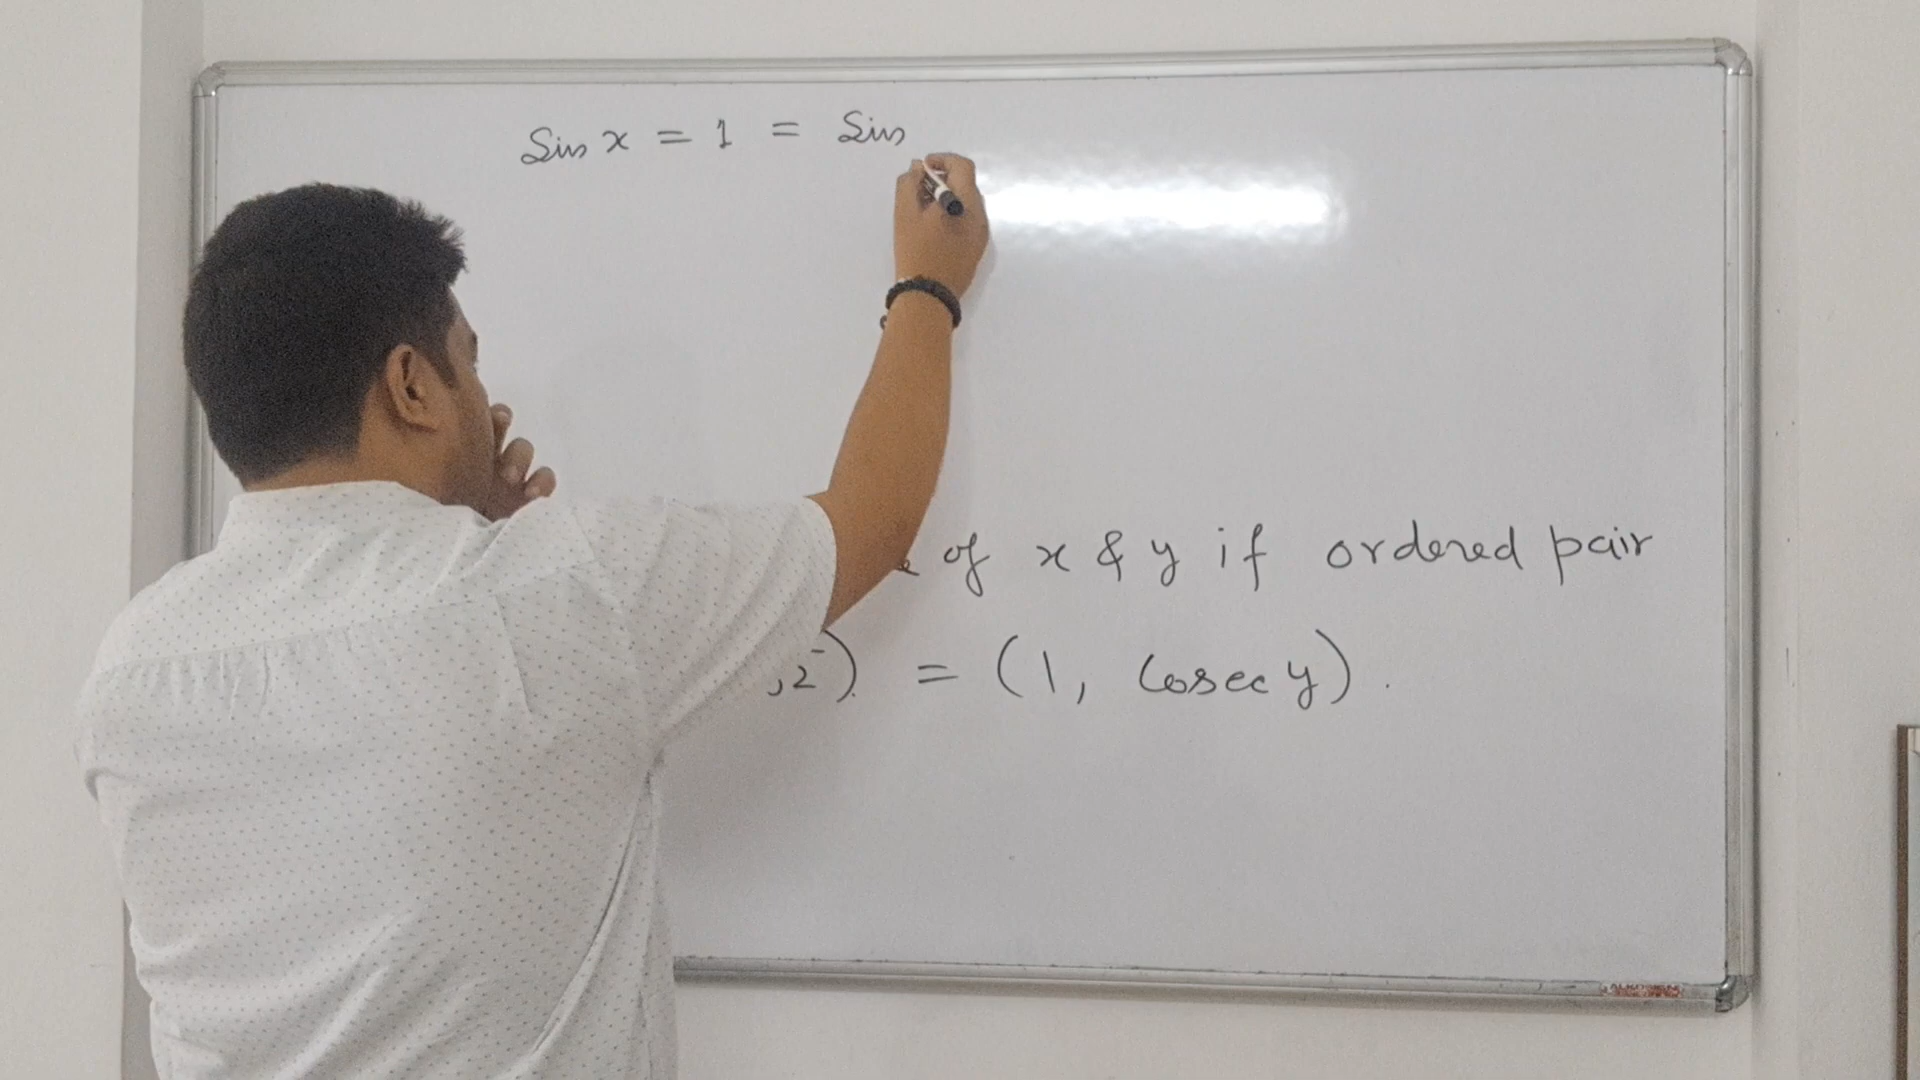 Sin x = 1 = Sin
of x & y if ordered pair
,2) = (1, Cosec y).